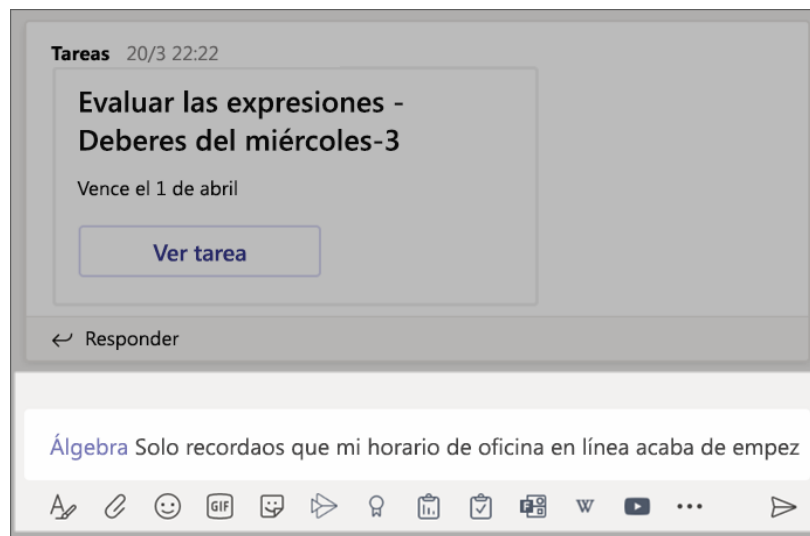 Tareas 20/3 22:22
Evaluar las expresiones -
Deberes del miércoles-3
Vence el 1 de abril
Ver tarea
Responder
Álgebra Solo recordaos que mi horario de oficina en línea acaba de empez
GIF